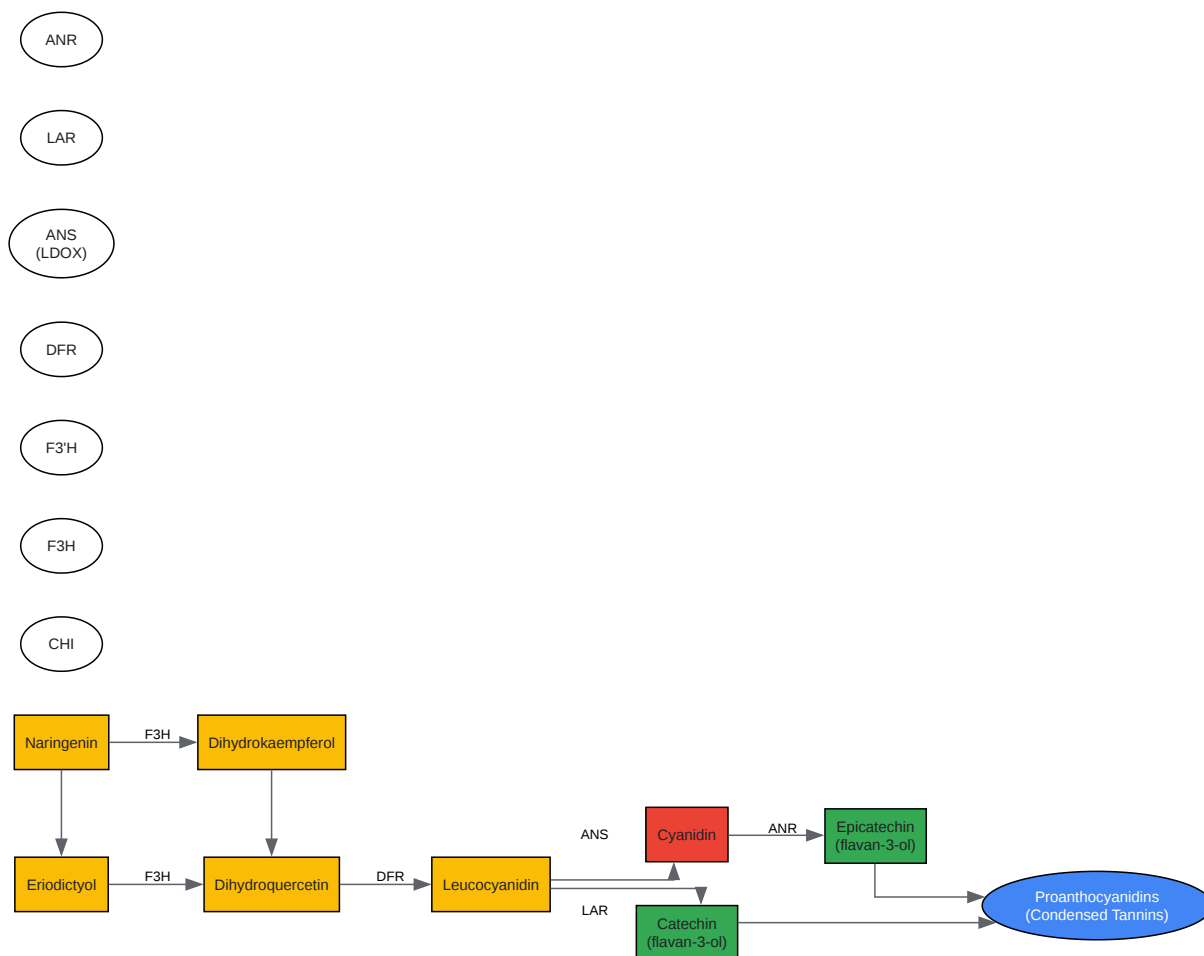 ANR
LAR
ANS
(LDOX)
DFR
F3'H
F3H
CHI
Naringenin
F3H
Dihydrokaempferol
ANS
Cyanidin
ANR
Epicatechin
(flavan-3-ol)
Eriodictyol
F3H
Dihydroquercetin
DFR
Leucocyanidin
LAR
Catechin
(flavan-3-ol)
Proanthocyanidins
(Condensed Tannins)